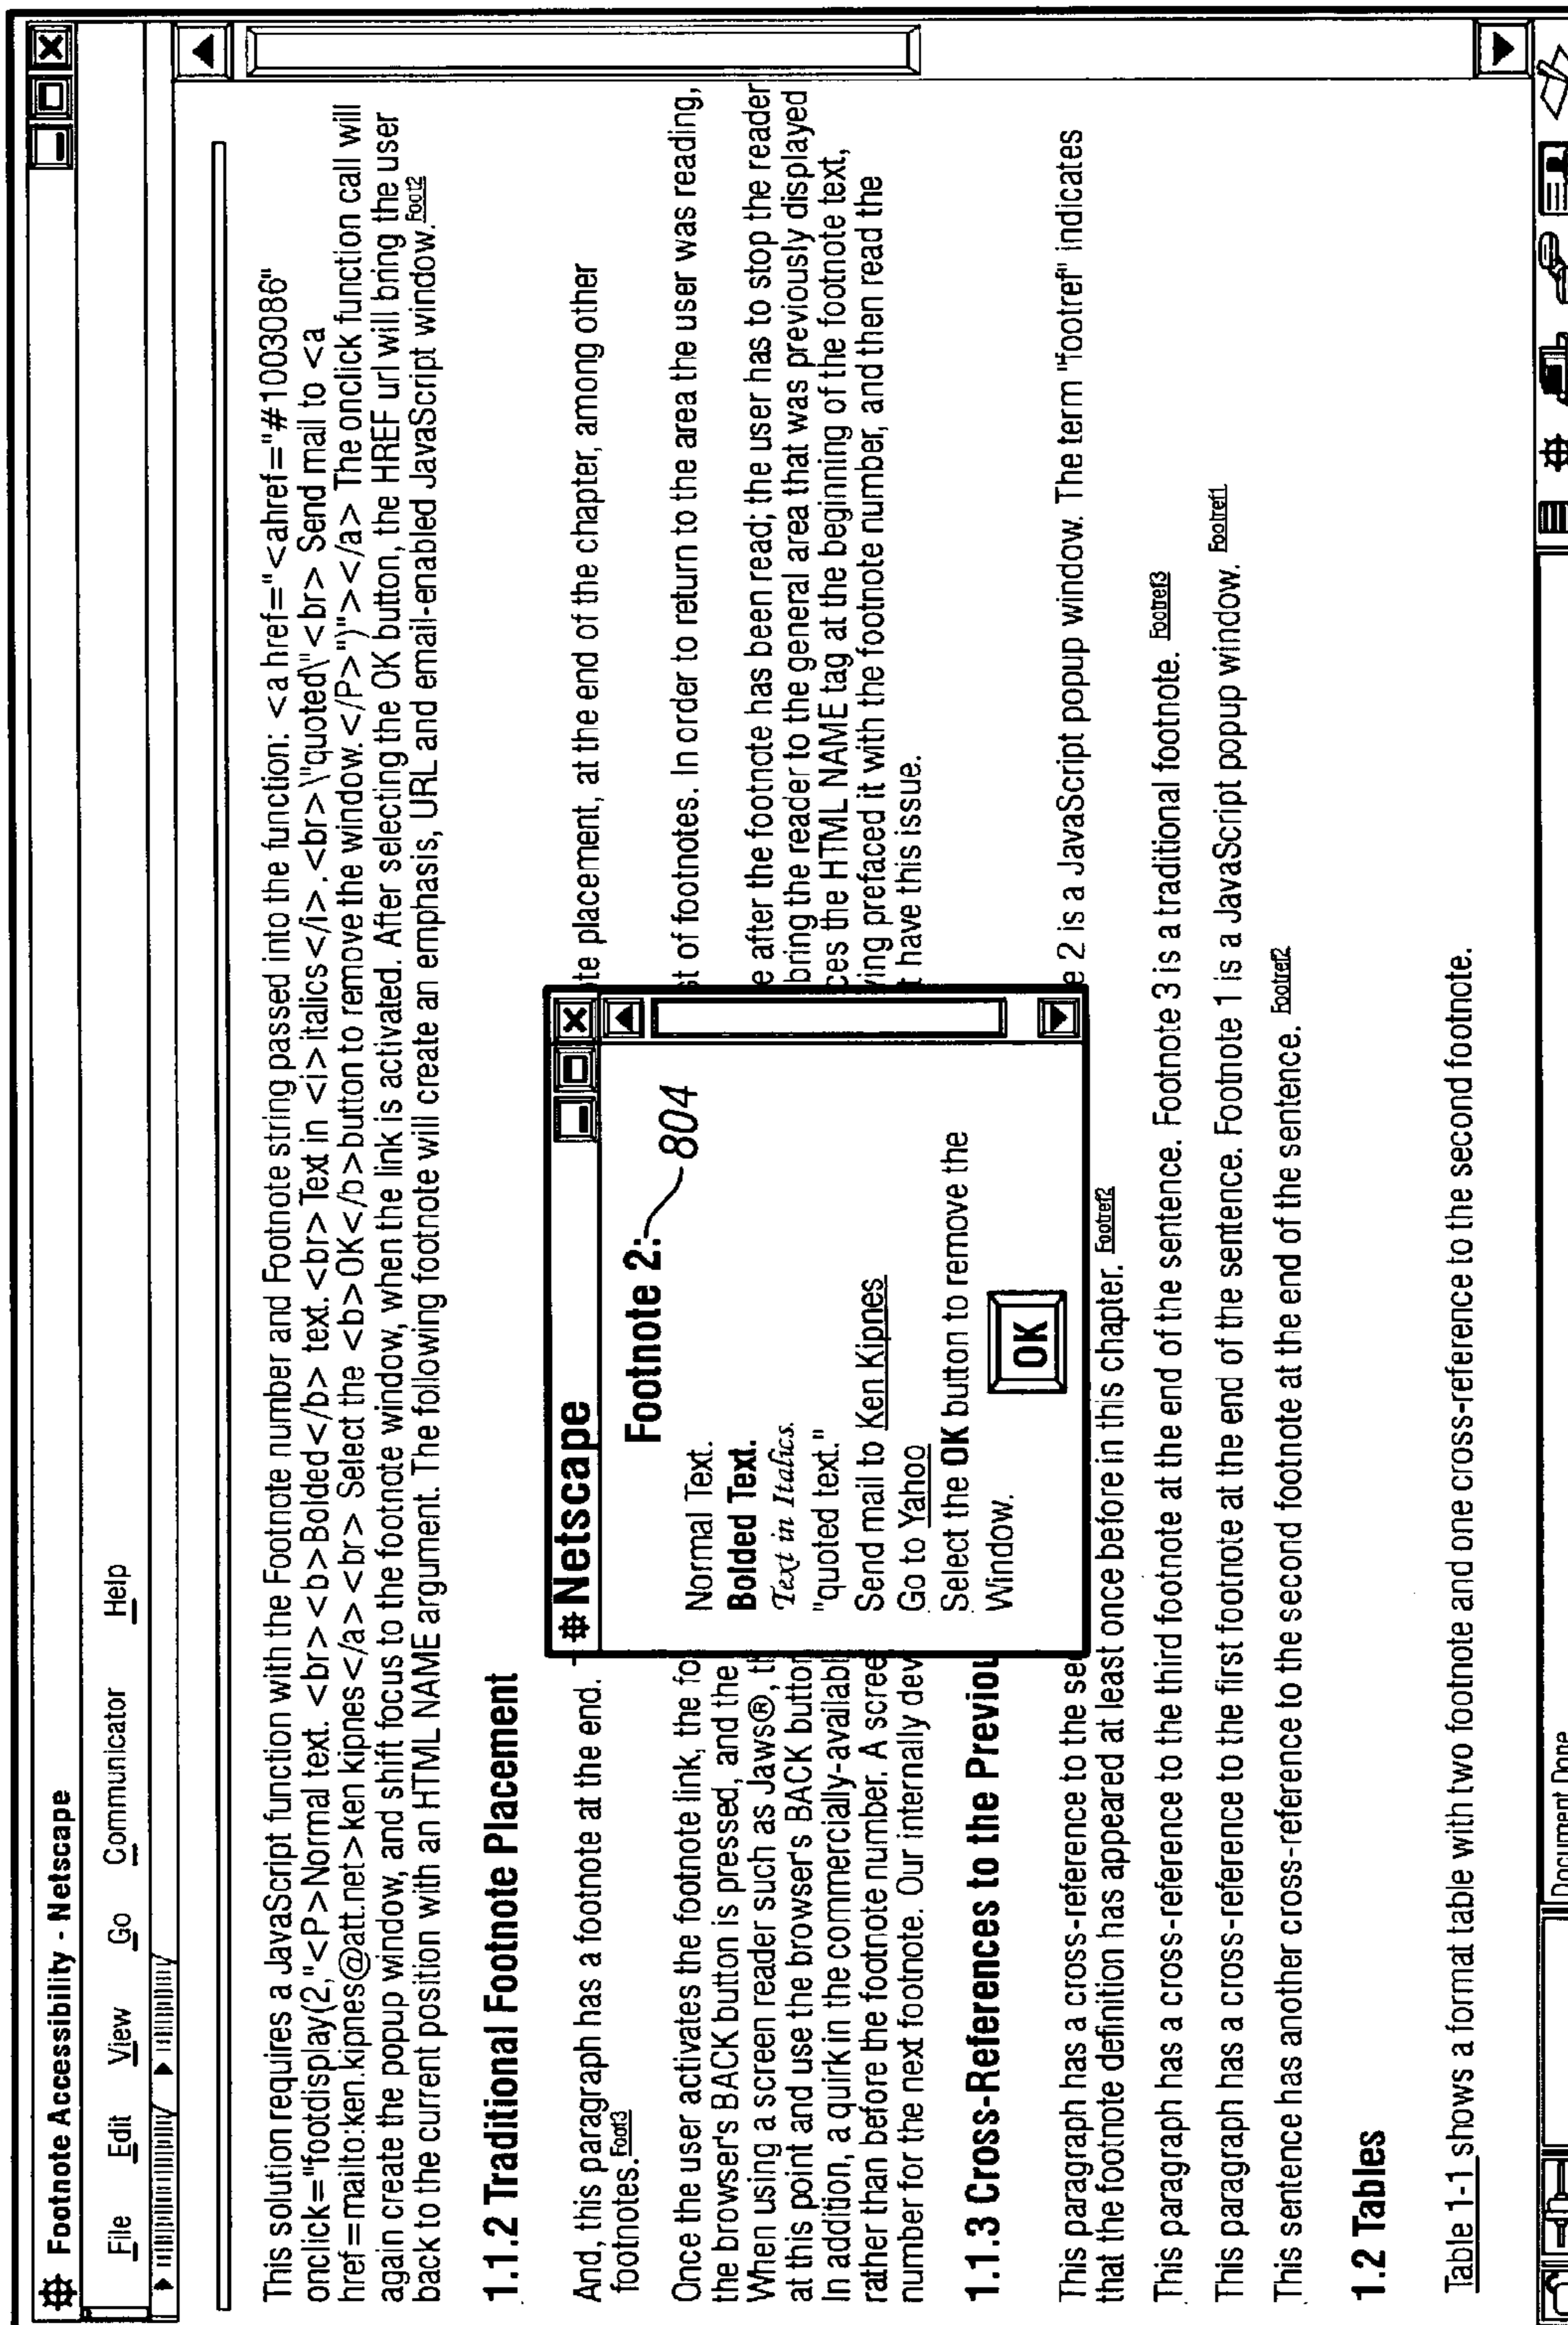 Footnote Accessibility - Netscape
File Edit View Go Communicator Help
This solution requires a JavaScript function with the Footnote number and Footnote string passed into the function: <a href="<ahref="#1003086"
onclick="footdisplay(2,"<P>Normal text. <br> <b>Bolded</b> text. <br>Text in <i>italics</i>.<br>\"quoted\"<br> Send mail to <a
href=mailto:ken.kipnes@att.net>ken kipnes</a> <br> Select the <b>OK</b>button to remove the window.</P>")"></a> The onclick function call will
again create the popup window, and shift focus to the footnote window, when the link is activated. After selecting the OK button, the HREF url will bring the user
back to the current position with an HTML NAME argument. The following footnote will create an emphasis, URL and email-enabled JavaScript window. Foot2
1.1.2 Traditional Footnote Placement
And, this paragraph has a footnote at the end. te placement, at the end of the chapter, among other
footnotes. Foot3
Once the user activates the footnote link, the fo st of footnotes. In order to return to the area the user was reading,
the browser's BACK button is pressed, and the
When using a screen reader such as Jaws®, th e after the footnote has been read; the user has to stop the reader
at this point and use the browser's BACK button bring the reader to the general area that was previously displayed
In addition, a quirk in the commercially-availabl ces the HTML NAME tag at the beginning of the footnote text,
rather than before the footnote number. A scree ving prefaced it with the footnote number, and then read the
number for the next footnote. Our internally dev t have this issue.
1.1.3 Cross-References to the Previou
This paragraph has a cross-reference to the sec e 2 is a JavaScript popup window. The term "footref" indicates
that the footnote definition has appeared at least once before in this chapter. Footref2
This paragraph has a cross-reference to the third footnote at the end of the sentence. Footnote 3 is a traditional footnote. Footref3
This paragraph has a cross-reference to the first footnote at the end of the sentence. Footnote 1 is a JavaScript popup window. Footref1
This sentence has another cross-reference to the second footnote at the end of the sentence. Footref2
1.2 Tables
Table 1-1 shows a format table with two footnote and one cross-reference to the second footnote.
Document Done
Netscape
Footnote 2: 804
Normal Text.
Bolded Text.
Text in Italics.
"quoted text."
Send mail to Ken Kipnes
Go to Yahoo
Select the OK button to remove the
Window.
OK